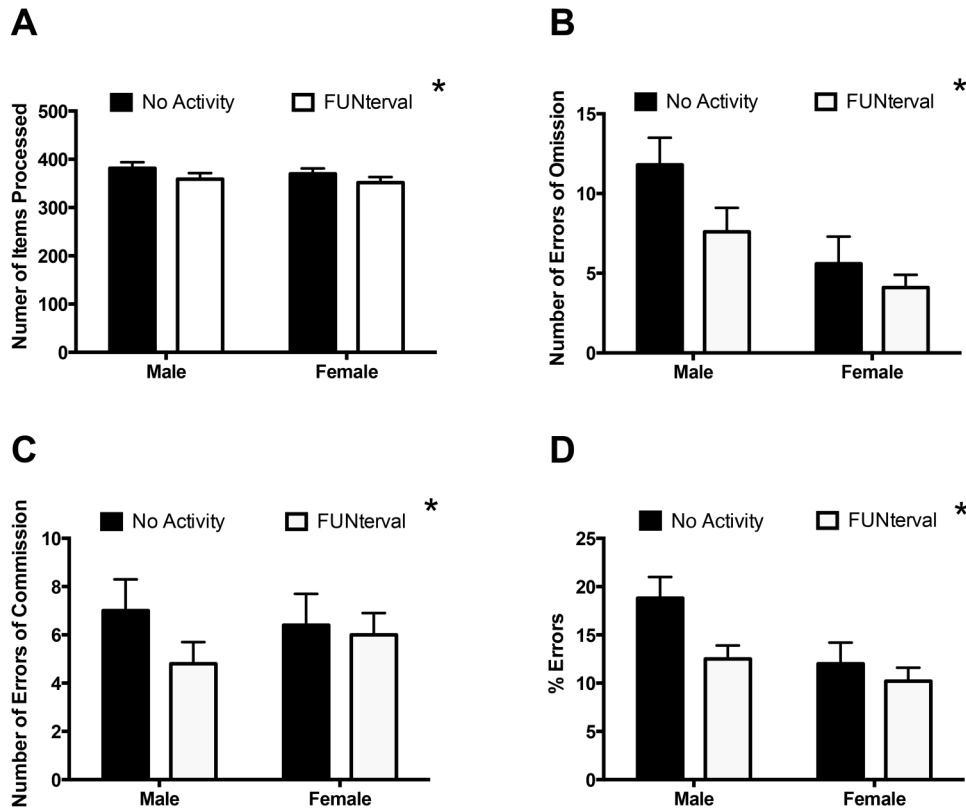 A
No Activity FUNterval *
Numer of Items Processed
500
400
300
200
100
0
Male Female
B
No Activity FUNterval *
Number of Errors of Omission
15
10
5
0
Male Female
C
No Activity FUNterval *
Number of Errors of Commission
10
8
6
4
2
0
Male Female
D
No Activity FUNterval *
% Errors
25
20
15
10
5
0
Male Female